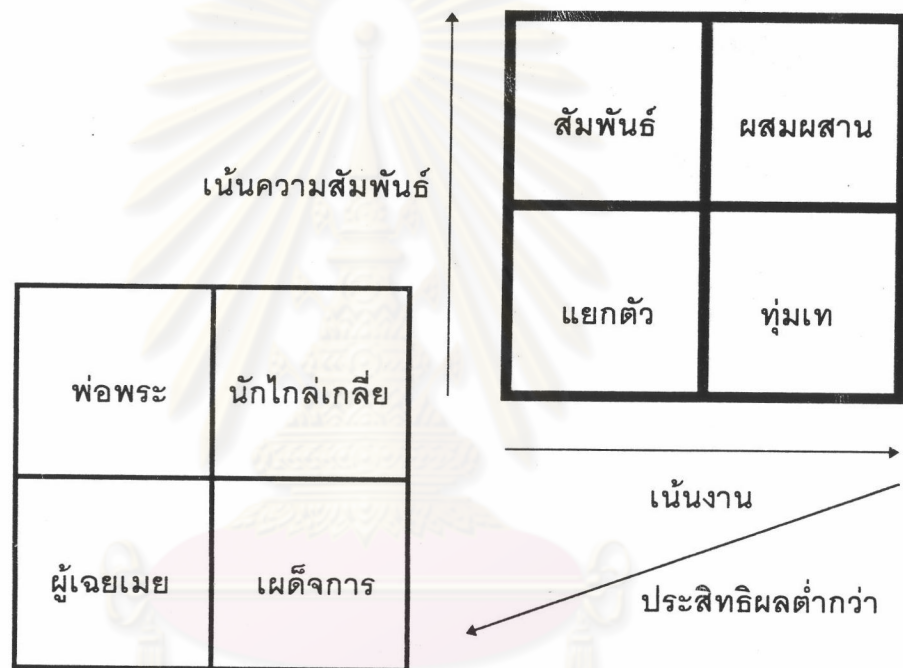 สัมพันธ์ ผสมผสาน
เน้นความสัมพันธ์
แยกตัว ทุ่มเท
พ่อพระ นักไกล่เกลี่ย
เน้นงาน
ผู้เฉยเมย เผด็จการ
ประสิทธิผลต่ำกว่า